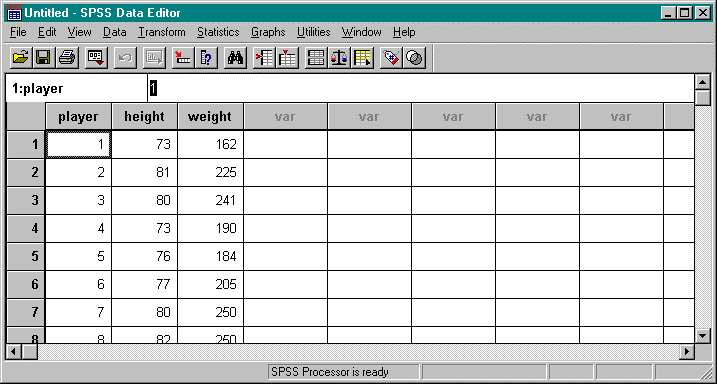 Untitled - SPSS Data Editor
File Edit View Data Transform Statistics Graphs Utilities Window Help
1:player 1
player height weight var var var var var
1 1 73 162
2 2 81 225
3 3 80 241
4 4 73 190
5 5 76 184
6 6 77 205
7 7 80 250
8 8 82 250
SPSS Processor is ready